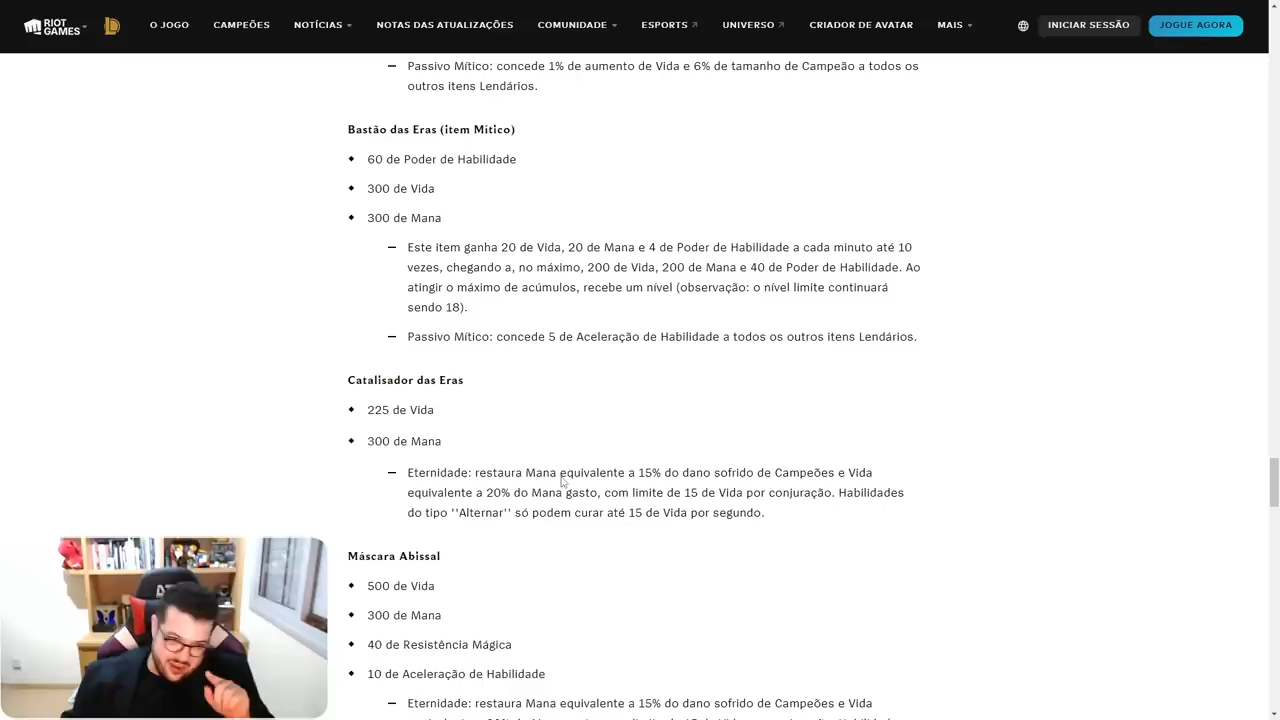 RIOT GAMES
O JOGO
CAMPEÕES
NOTÍCIAS
NOTAS DAS ATUALIZAÇÕES
COMUNIDADE
ESPORTS
UNIVERSO
CRIADOR DE AVATAR
MAIS
INICIAR SESSÃO
JOGUE AGORA
Passivo Mítico: concede 1% de aumento de Vida e 6% de tamanho de Campeão a todos os
outros itens Lendários.
Bastão das Eras (item Mítico)
60 de Poder de Habilidade
300 de Vida
300 de Mana
Este item ganha 20 de Vida, 20 de Mana e 4 de Poder de Habilidade a cada minuto até 10
vezes, chegando a, no máximo, 200 de Vida, 200 de Mana e 40 de Poder de Habilidade. Ao
atingir o máximo de acúmulos, recebe um nível (observação: o nível limite continuará
sendo 18).
Passivo Mítico: concede 5 de Aceleração de Habilidade a todos os outros itens Lendários.
Catalisador das Eras
225 de Vida
300 de Mana
Eternidade: restaura Mana equivalente a 15% do dano sofrido de Campeões e Vida
equivalente a 20% do Mana gasto, com limite de 15 de Vida por conjuração. Habilidades
do tipo ''Alternar'' só podem curar até 15 de Vida por segundo.
Máscara Abissal
500 de Vida
300 de Mana
40 de Resistência Mágica
10 de Aceleração de Habilidade
Eternidade: restaura Mana equivalente a 15% do dano sofrido de Campeões e Vida